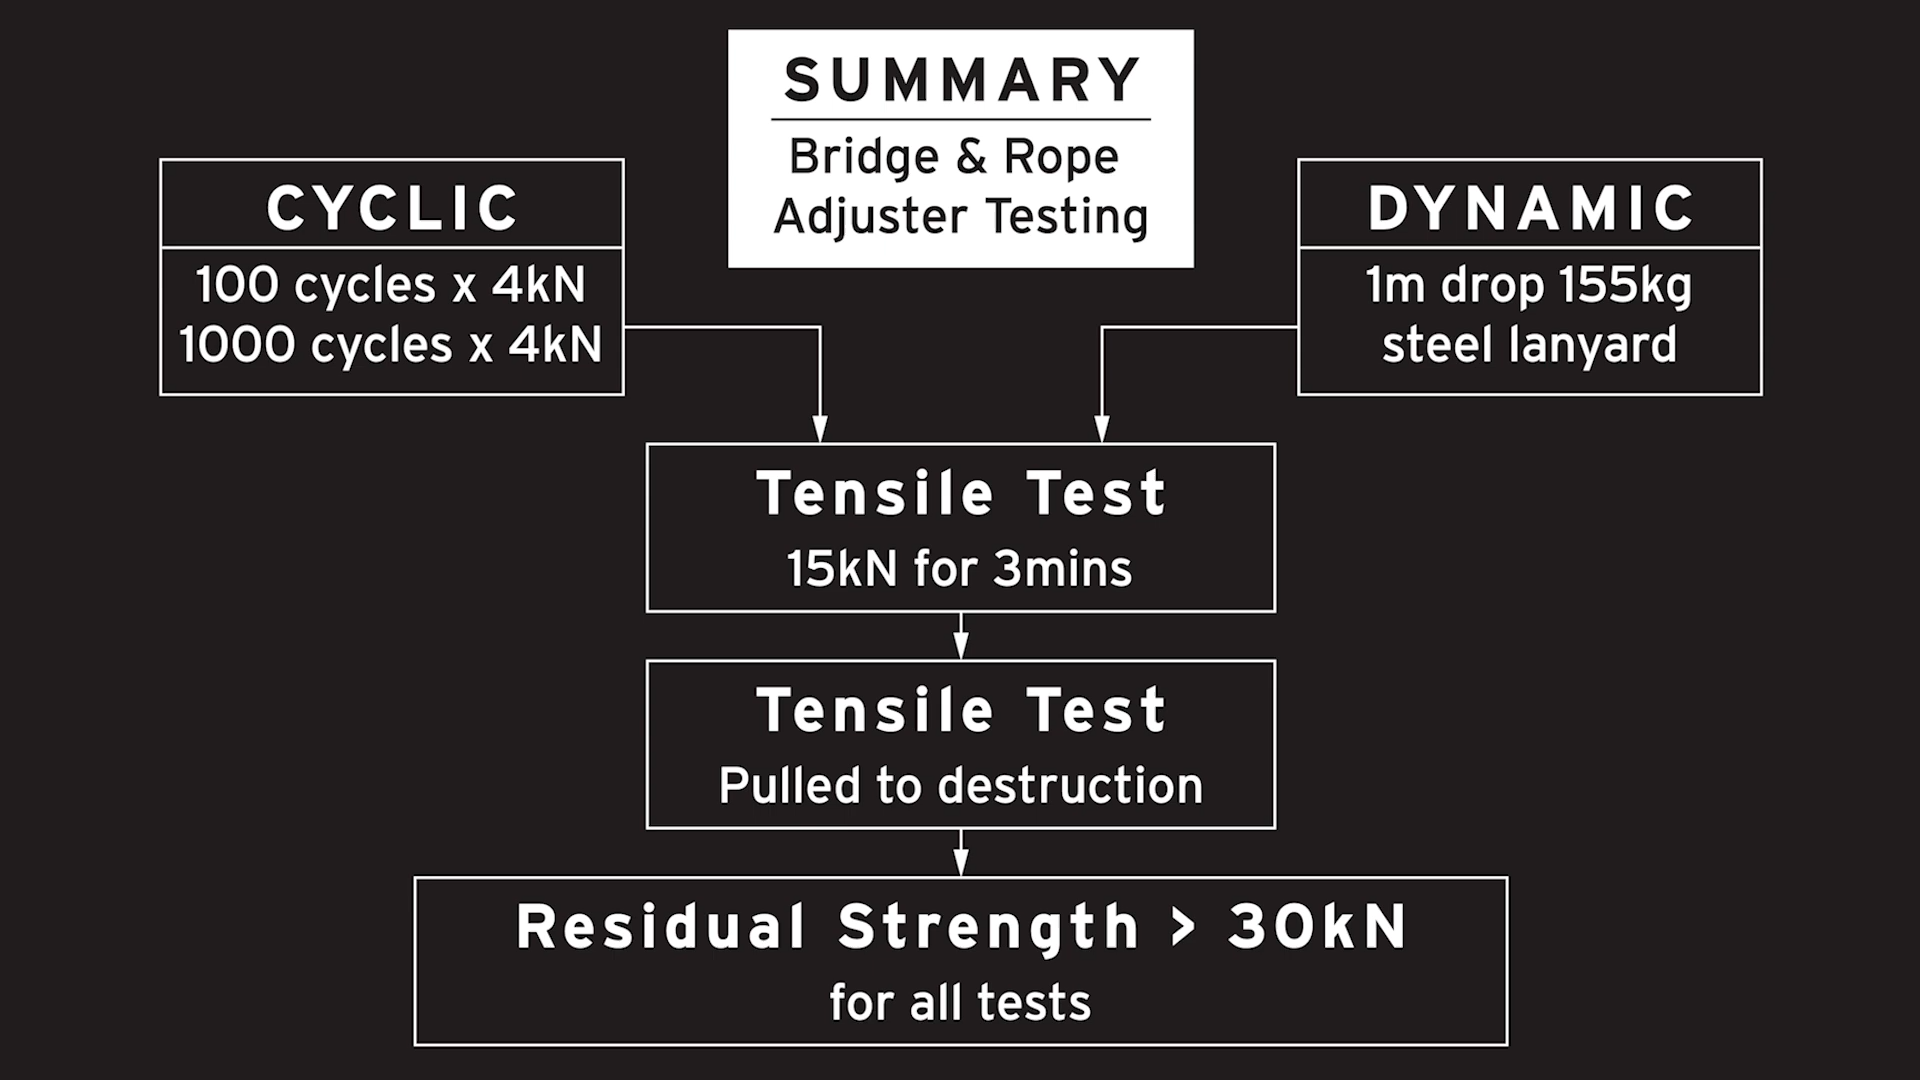 SUMMARY
Bridge & Rope
Adjuster Testing
CYCLIC
100 cycles x 4kN
1000 cycles x 4kN
DYNAMIC
1m drop 155kg
steel lanyard
Tensile Test
15kN for 3mins
Tensile Test
Pulled to destruction
Residual Strength > 30kN
for all tests